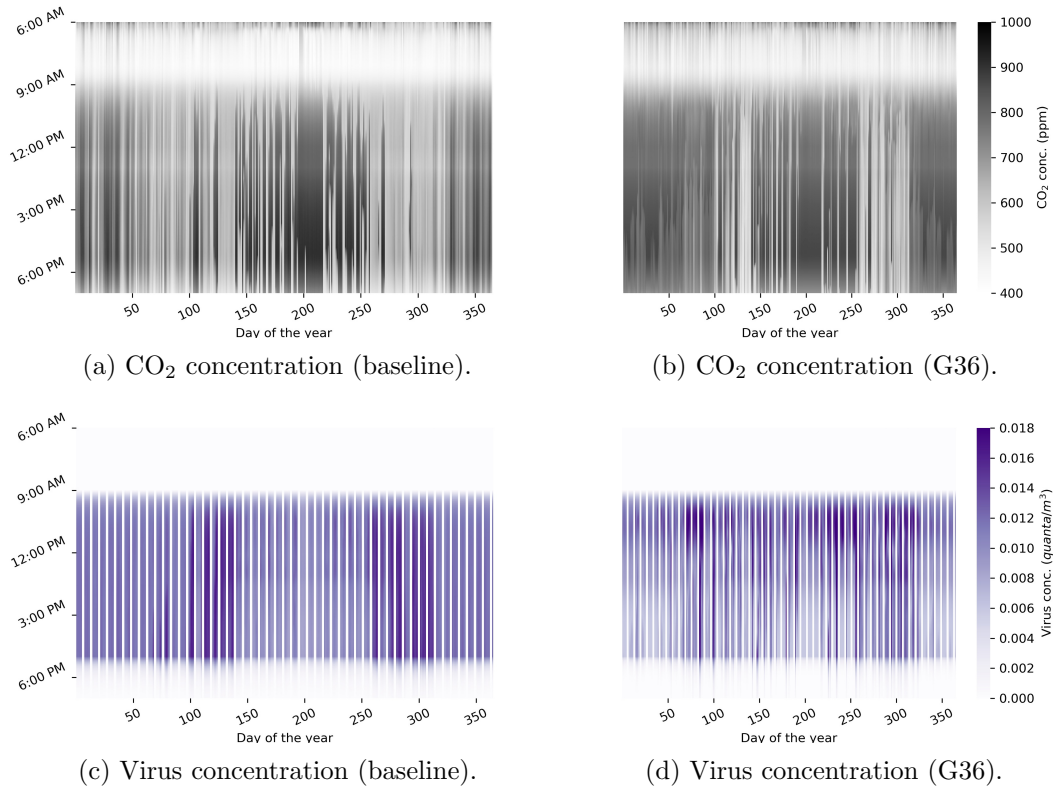 6:00 AM
9:00 AM
12:00 PM
3:00 PM
6:00 PM
50 100 150 200 250 300 350
Day of the year
(a) CO₂ concentration (baseline).
50 100 150 200 250 300 350
Day of the year
1000
900
800
700
600
500
400
CO₂ conc. (ppm)
(b) CO₂ concentration (G36).
6:00 AM
9:00 AM
12:00 PM
3:00 PM
6:00 PM
50 100 150 200 250 300 350
Day of the year
(c) Virus concentration (baseline).
50 100 150 200 250 300 350
Day of the year
0.018
0.016
0.014
0.012
0.010
0.008
0.006
0.004
0.002
0.000
Virus conc. (quanta/m³)
(d) Virus concentration (G36).